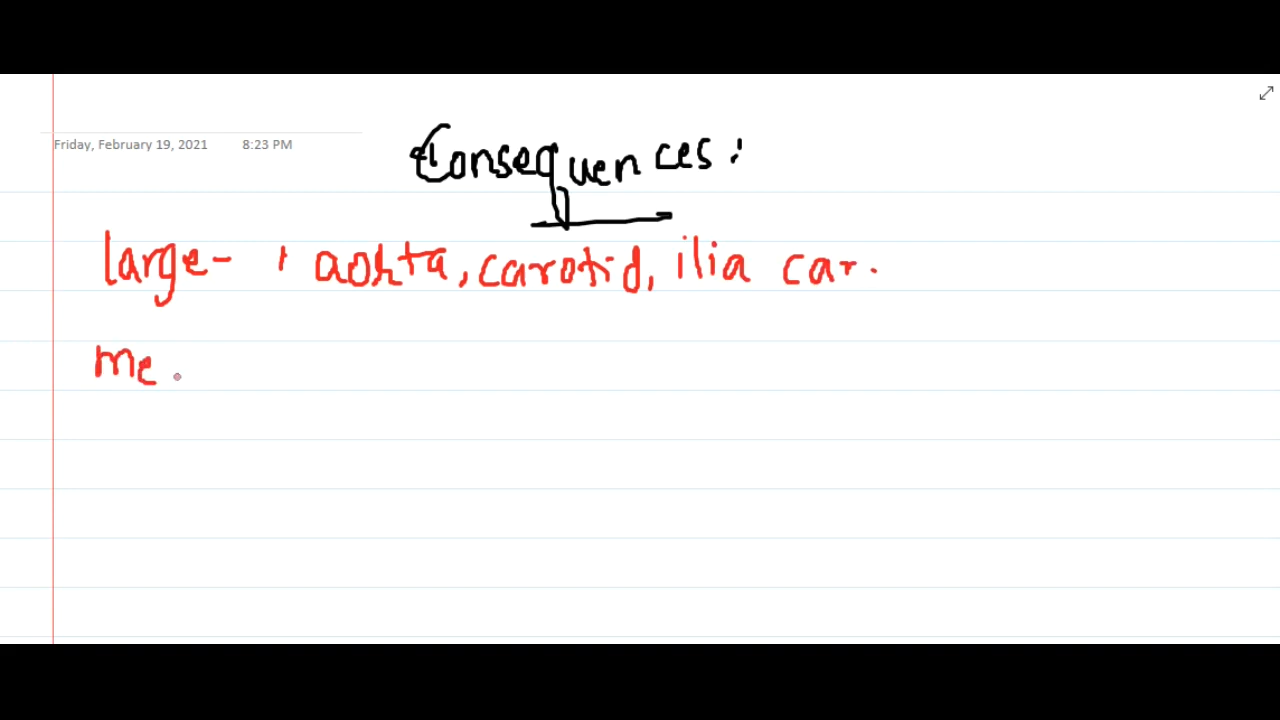 Friday, February 19, 2021 8:23 PM
Consequences:
large- aorta, carotid, ilia car.
me